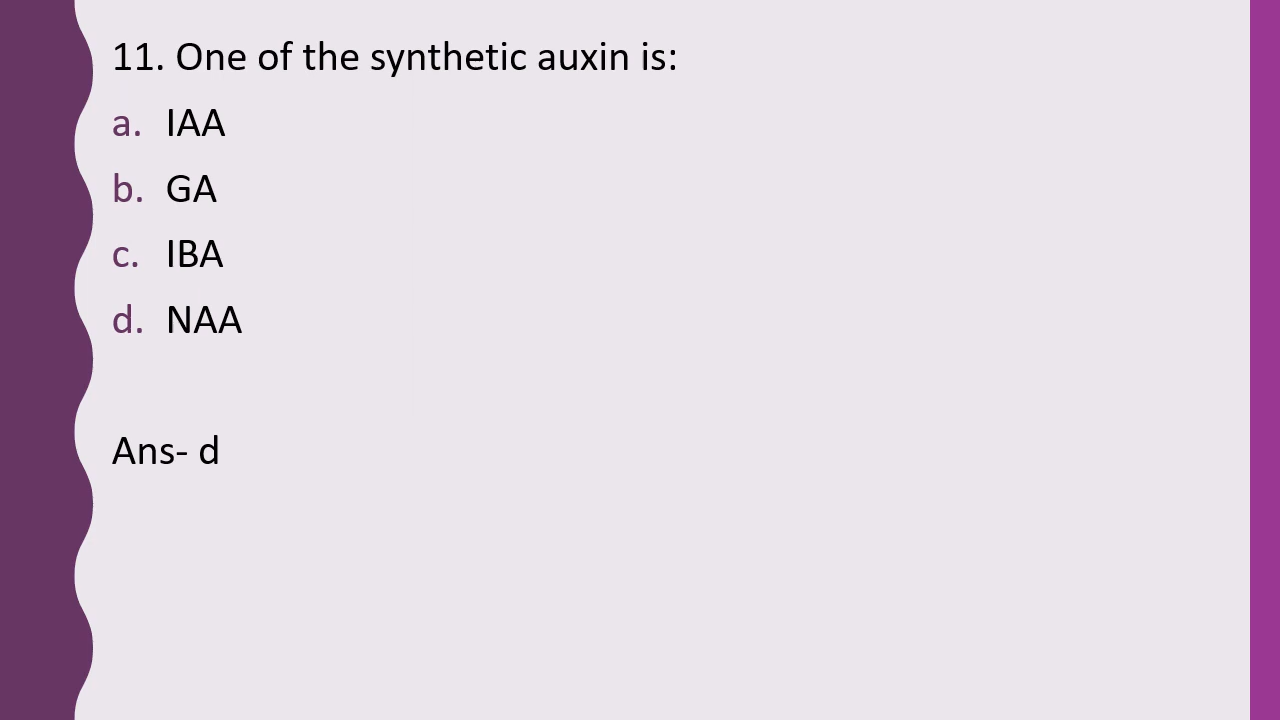 11. One of the synthetic auxin is:
a. IAA
b. GA
c. IBA
d. NAA
Ans- d